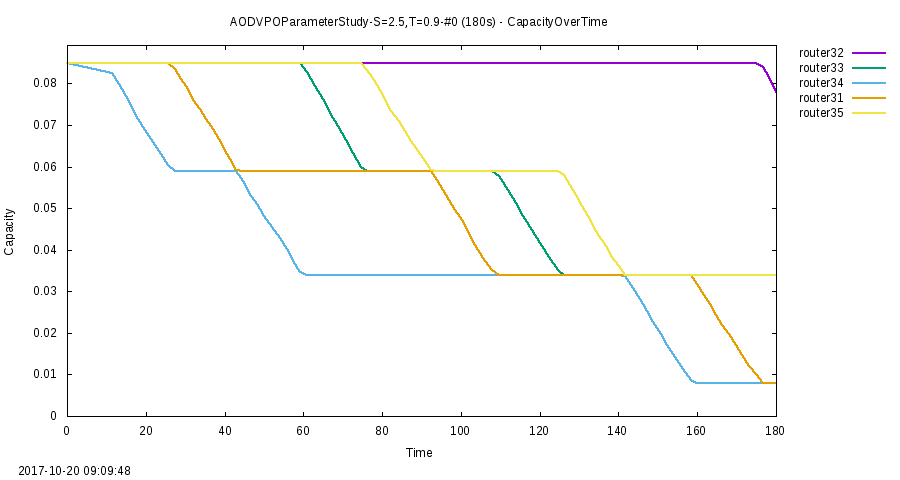 AODVPOParameterStudy-S=2.5,T=0.9-#0 (180s) - CapacityOverTime
router32
router33
router34
router31
router35
0.08
0.07
0.06
0.05
0.04
0.03
0.02
0.01
0
Capacity
0 20 40 60 80 100 120 140 160 180
Time
2017-10-20 09:09:48